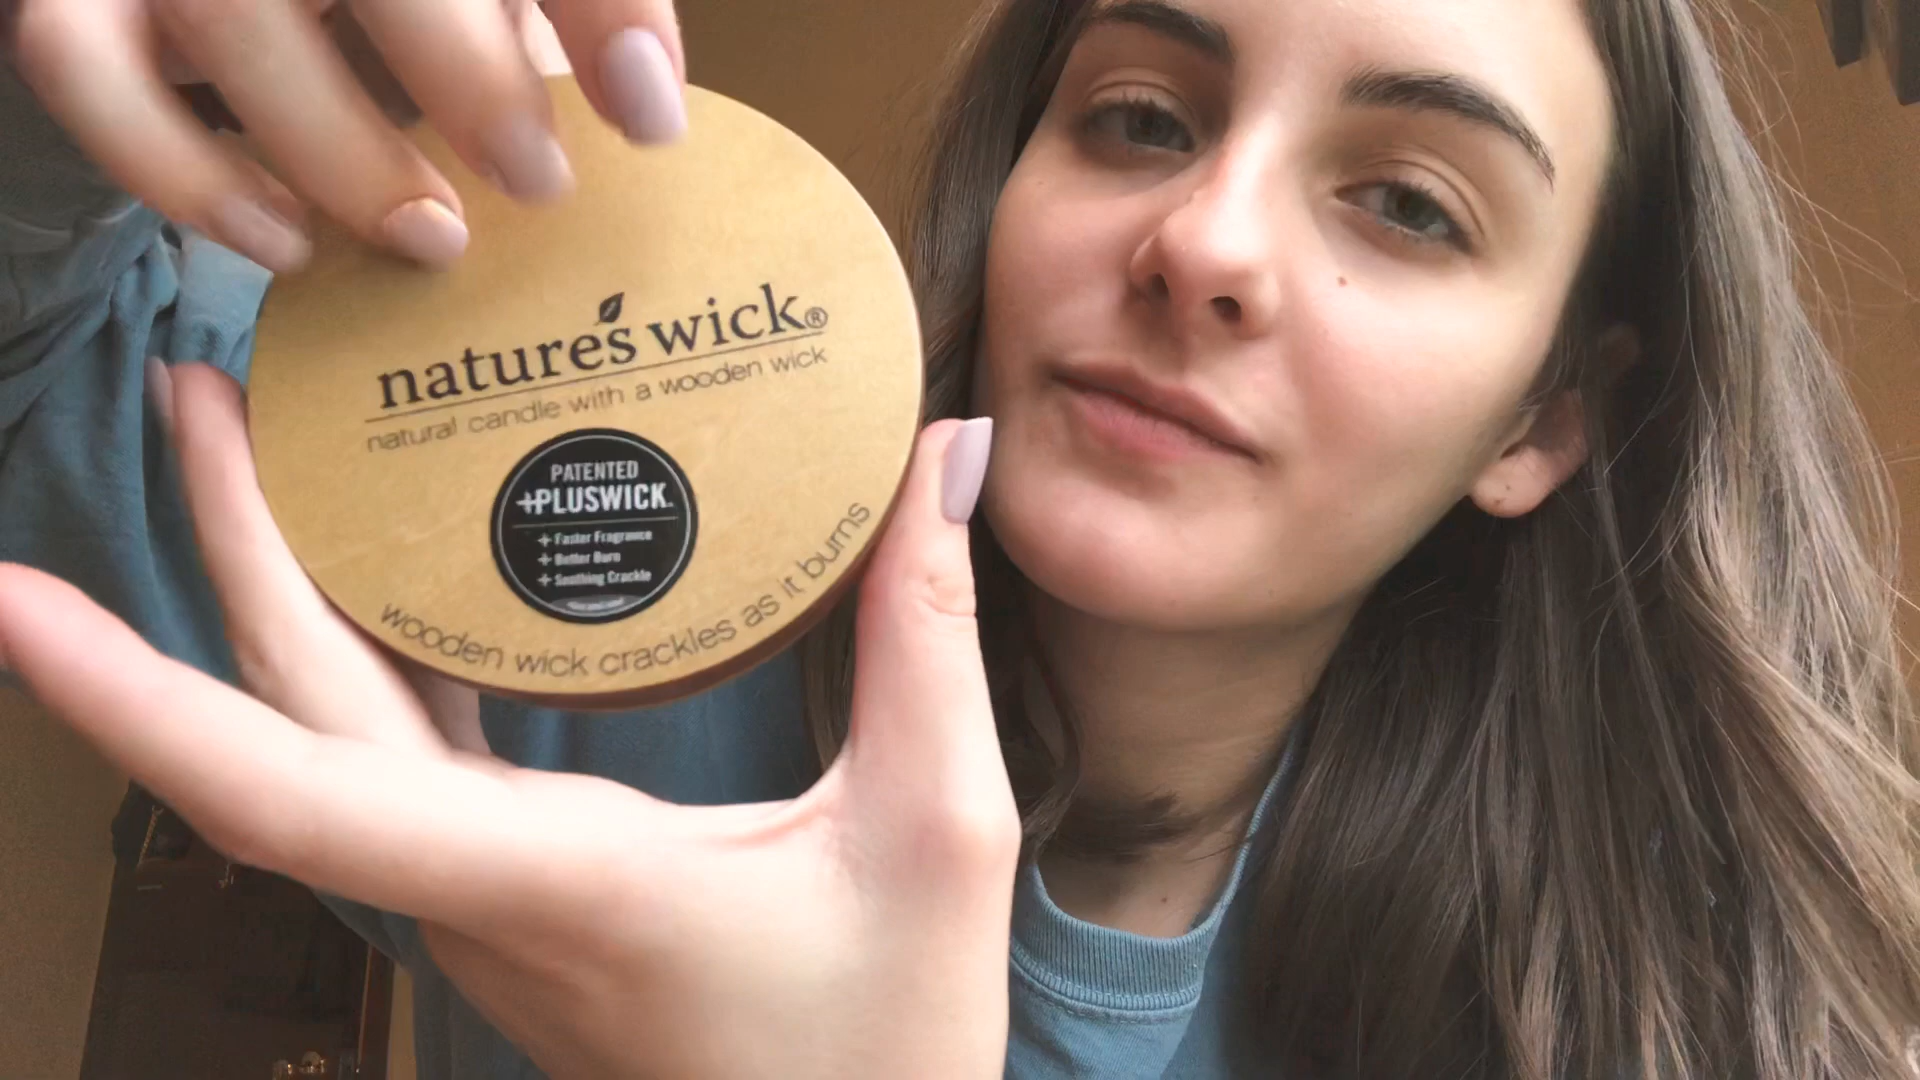 nature's wick®
natural candle with a wooden wick
PATENTED
+PLUSWICK
+ Faster Fragrance
+ Better Burn
+ Soothing Crackle
wooden wick crackles as it burns